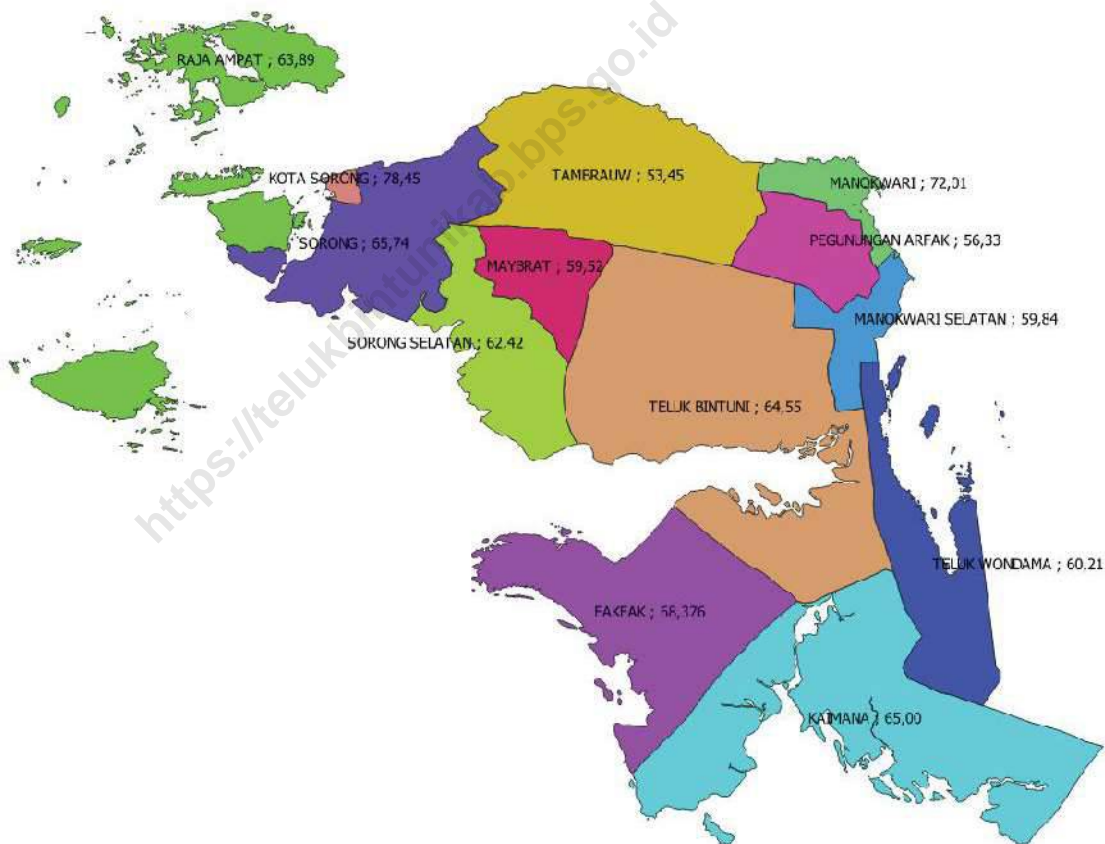 RAJA AMPAT ; 63,89
KOTA SORONG ; 78,45
TAMBRAUW ; 53,45
MANOKWARI ; 72,01
SORONG ; 65,74
MAYBRAT ; 59,52
PEGUNUNGAN ARFAK ; 56,33
MANOKWARI SELATAN ; 59,84
SORONG SELATAN ; 62,42
TELUK BINTUNI ; 64,55
TELUK WONDAMA ; 60,21
FAKFAK ; 68,376
KAIMANA ; 65,00
https://telukbintunikab.bps.go.id